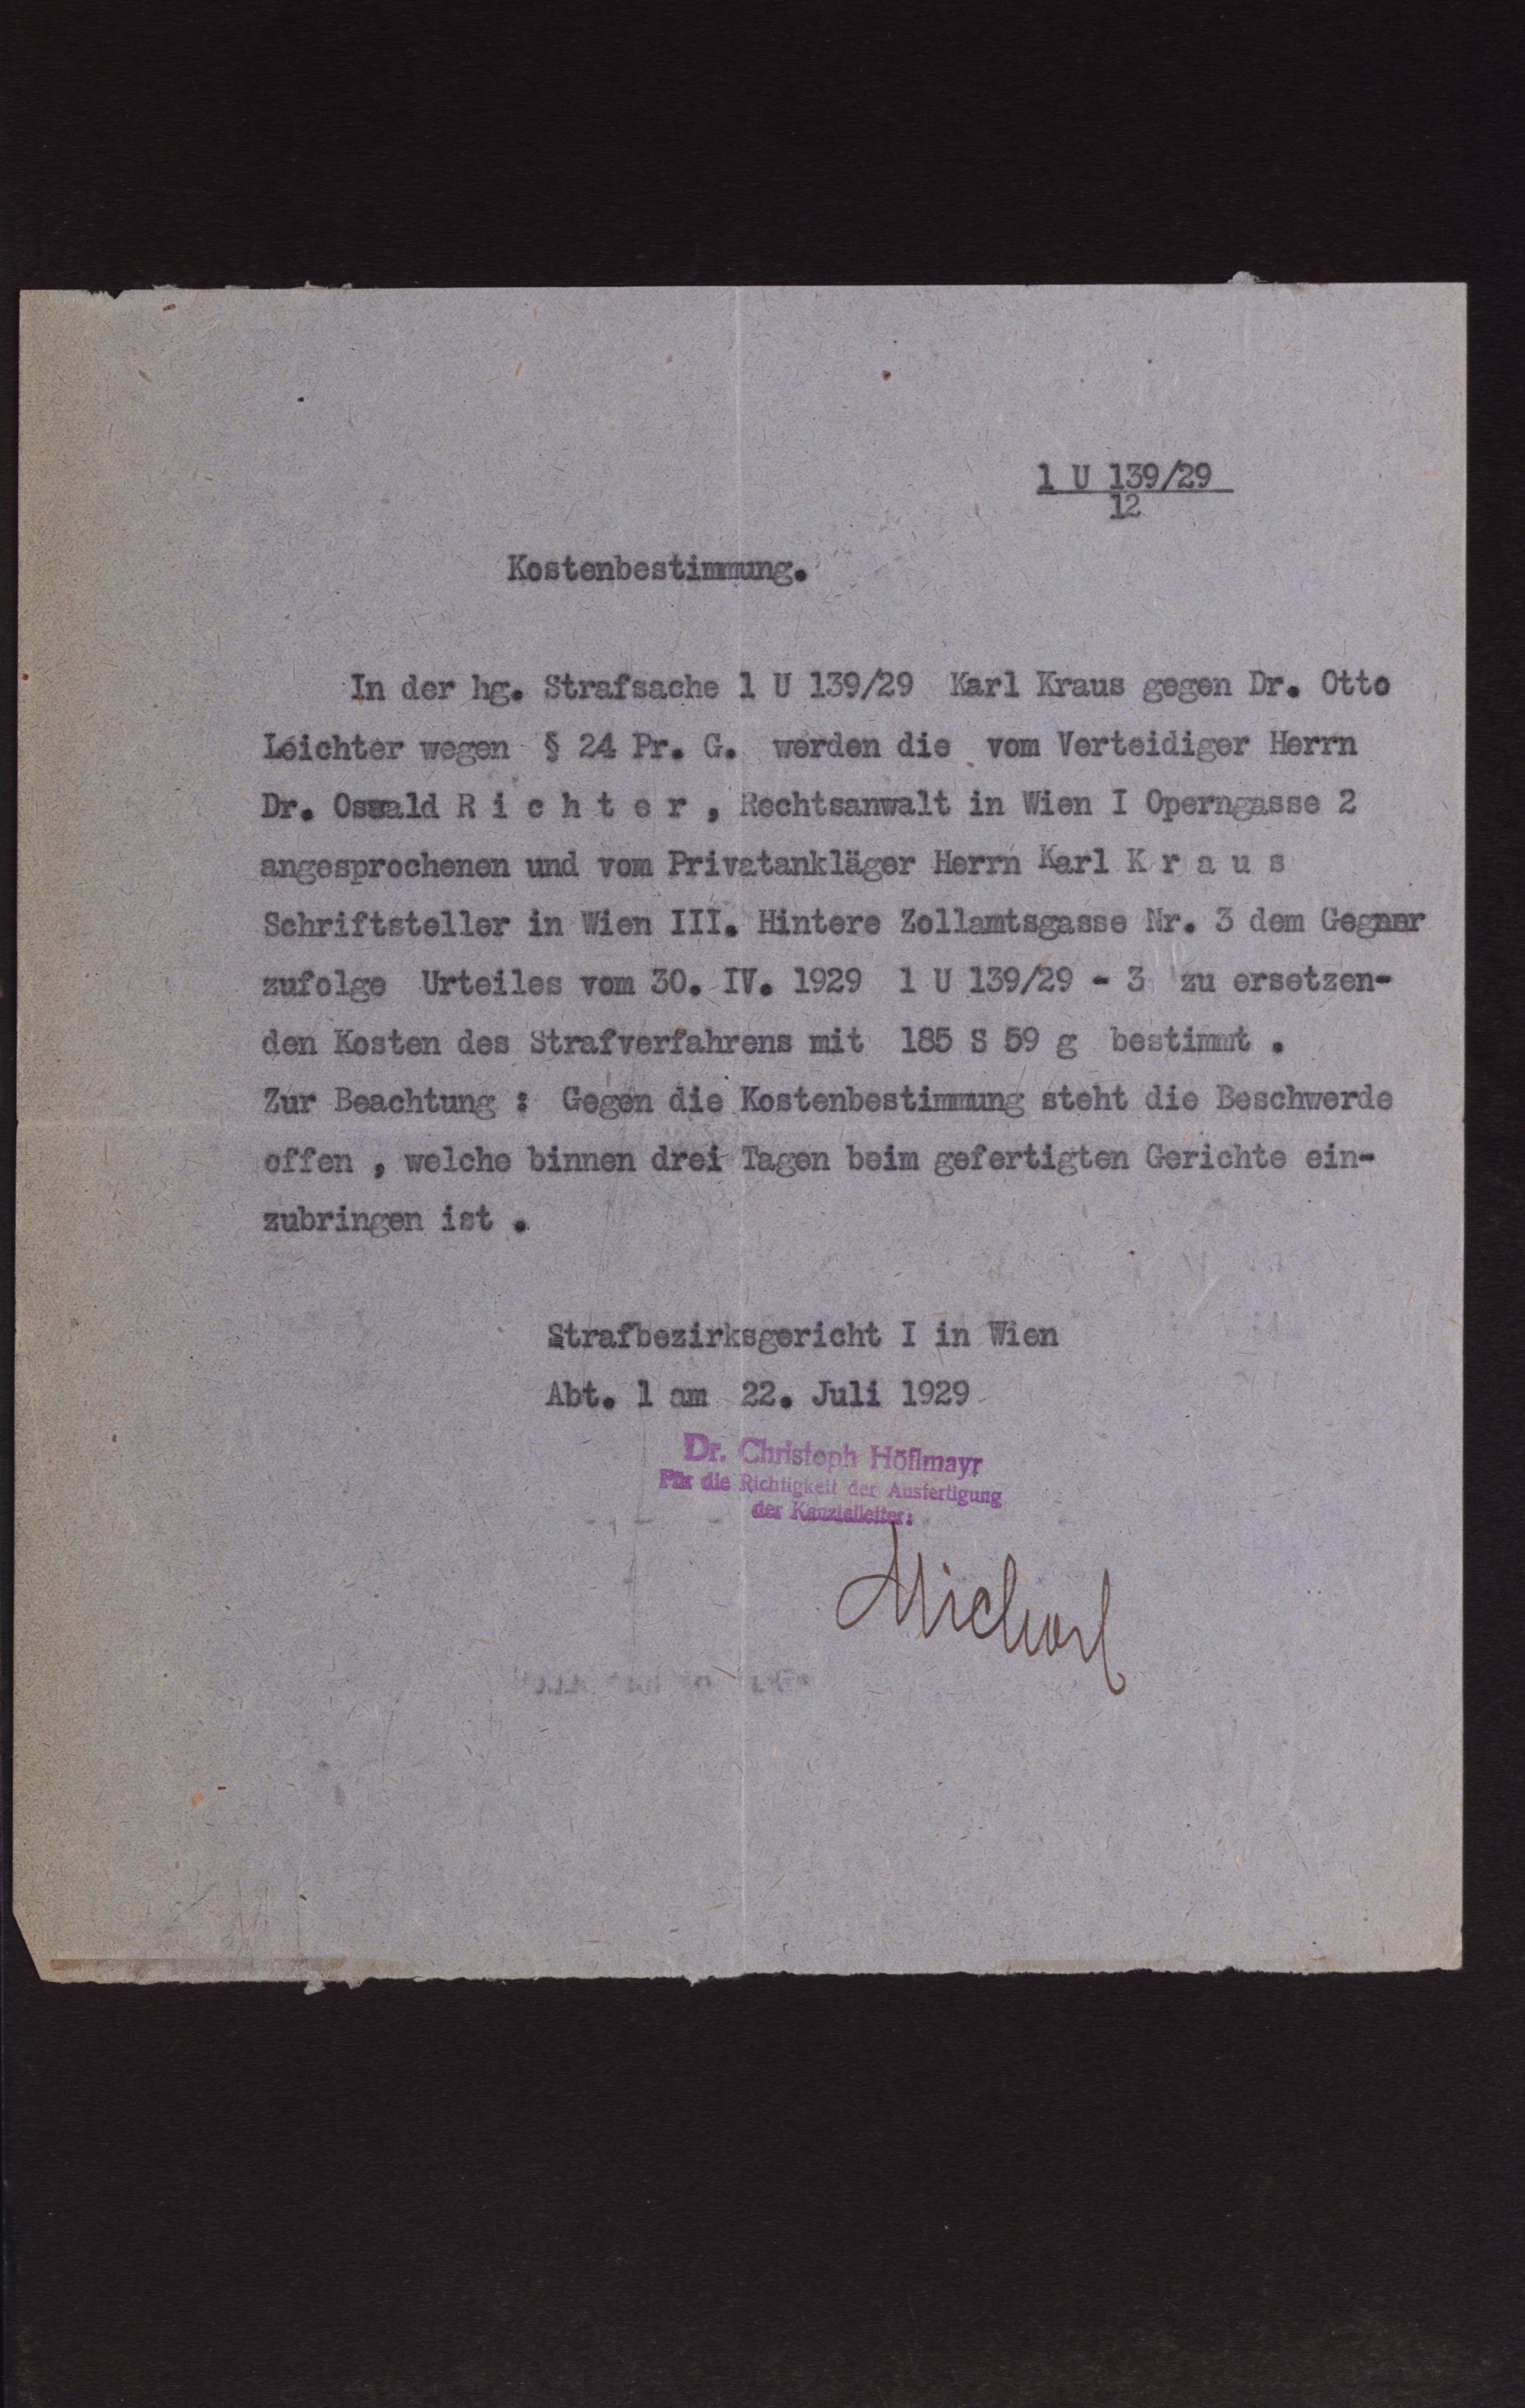 1 U 139/29
12
Kostenbestimmung.
In der hg. Strafsache 1 U 139/29 Karl Kraus gegen Dr. Otto
Leichter wegen § 24 Pr. G. werden die vom Verteidiger Herrn
Dr. Oswald R i c h t e r , Rechtsanwalt in Wien I Operngasse 2
angesprochenen und vom Privatankläger Herrn Karl K r a u s
Schriftsteller in Wien III. Hintere Zollamtsgasse Nr. 3 dem Gegner
zufolge Urteiles vom 30. IV. 1929 1 U 139/29 - 3 zu ersetzen-
den Kosten des Strafverfahrens mit 185 S 59 g bestimmt .
Zur Beachtung : Gegen die Kostenbestimmung steht die Beschwerde
offen , welche binnen drei Tagen beim gefertigten Gerichte ein-
zubringen ist .
Strafbezirksgericht I in Wien
Abt. 1 am 22. Juli 1929
Dr. Christoph Höflmayr
Für die Richtigkeit der Ausfertigung
der Kanzleileiter: